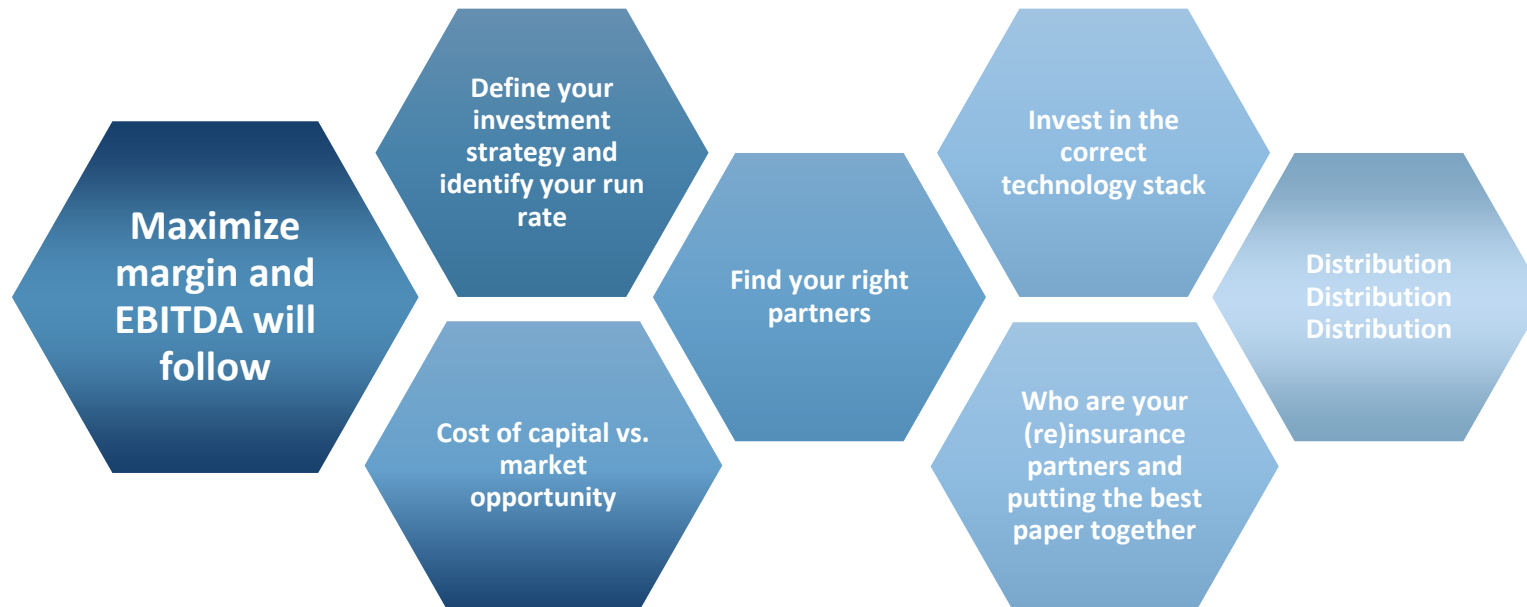 Maximize
margin and
EBITDA will
follow
Define your
investment
strategy and
identify your run
rate
Cost of capital vs.
market
opportunity
Find your right
partners
Invest in the
correct
technology stack
Who are your
(re)insurance
partners and
putting the best
paper together
Distribution
Distribution
Distribution